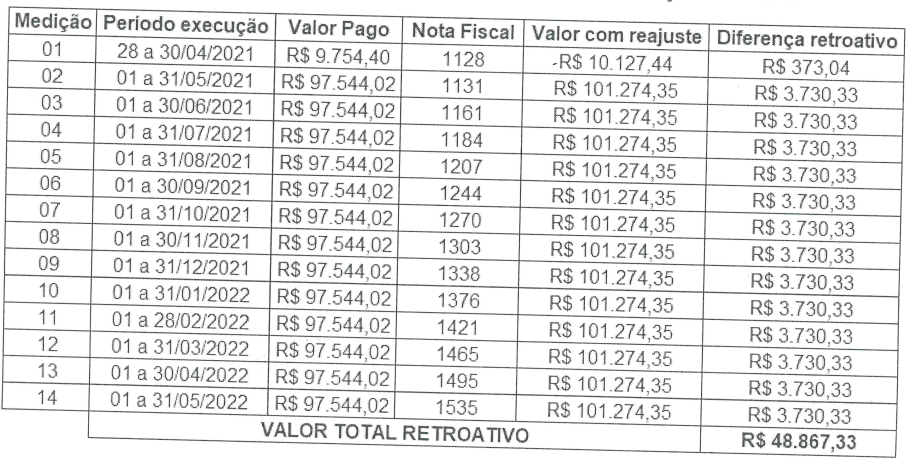 Medição Período execução Valor Pago Nota Fiscal Valor com reajuste Diferença retroativo
01 28 a 30/04/2021 R$ 9.754,40 1128 -R$ 10.127,44 R$ 373,04
02 01 a 31/05/2021 R$ 97.544,02 1131 R$ 101.274,35 R$ 3.730,33
03 01 a 30/06/2021 R$ 97.544,02 1161 R$ 101.274,35 R$ 3.730,33
04 01 a 31/07/2021 R$ 97.544,02 1184 R$ 101.274,35 R$ 3.730,33
05 01 a 31/08/2021 R$ 97.544,02 1207 R$ 101.274,35 R$ 3.730,33
06 01 a 30/09/2021 R$ 97.544,02 1244 R$ 101.274,35 R$ 3.730,33
07 01 a 31/10/2021 R$ 97.544,02 1270 R$ 101.274,35 R$ 3.730,33
08 01 a 30/11/2021 R$ 97.544,02 1303 R$ 101.274,35 R$ 3.730,33
09 01 a 31/12/2021 R$ 97.544,02 1338 R$ 101.274,35 R$ 3.730,33
10 01 a 31/01/2022 R$ 97.544,02 1376 R$ 101.274,35 R$ 3.730,33
11 01 a 28/02/2022 R$ 97.544,02 1421 R$ 101.274,35 R$ 3.730,33
12 01 a 31/03/2022 R$ 97.544,02 1465 R$ 101.274,35 R$ 3.730,33
13 01 a 30/04/2022 R$ 97.544,02 1495 R$ 101.274,35 R$ 3.730,33
14 01 a 31/05/2022 R$ 97.544,02 1535 R$ 101.274,35 R$ 3.730,33
VALOR TOTAL RETROATIVO R$ 48.867,33